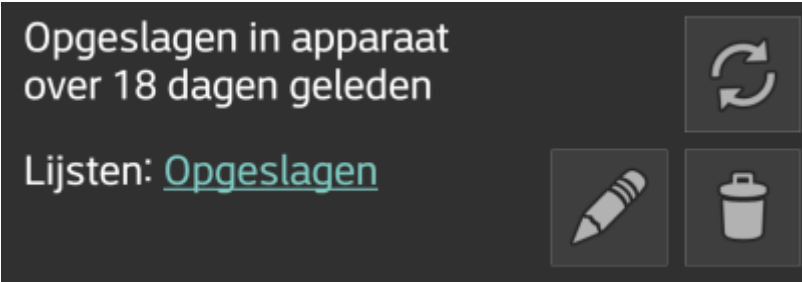 Opgeslagen in apparaat
over 18 dagen geleden
Lijsten: Opgeslagen